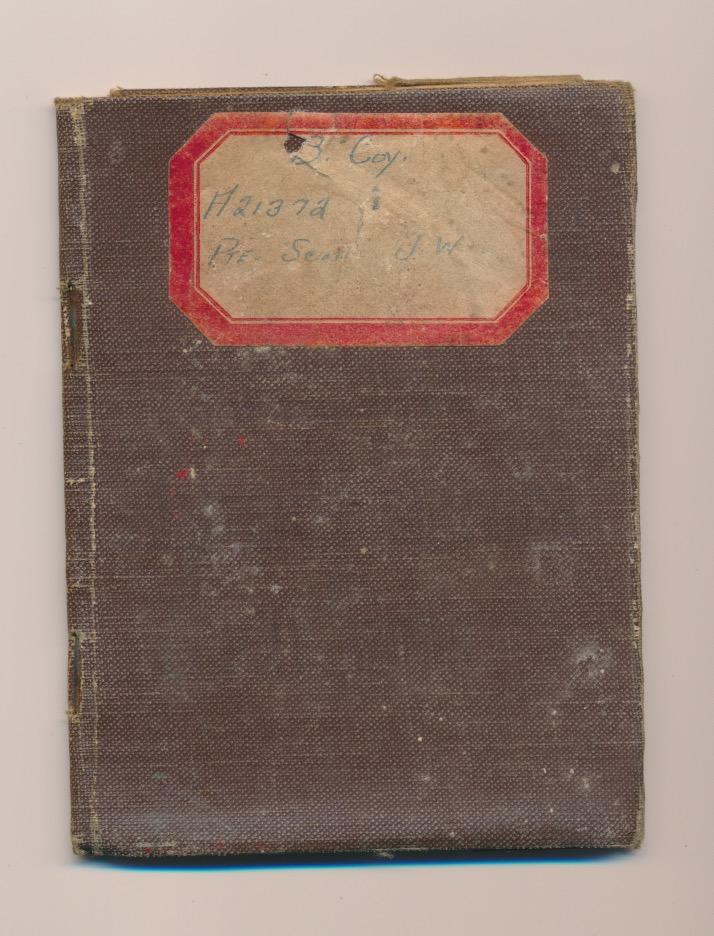 B. Coy.
H21372
Pte. Scott J. W.